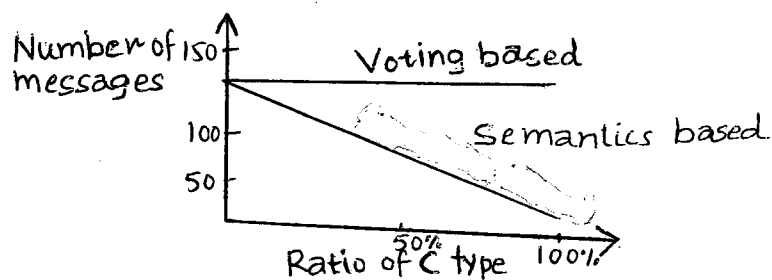 Number of
messages
150
100
50
Voting based
Semantics based
50%
100%
Ratio of C type